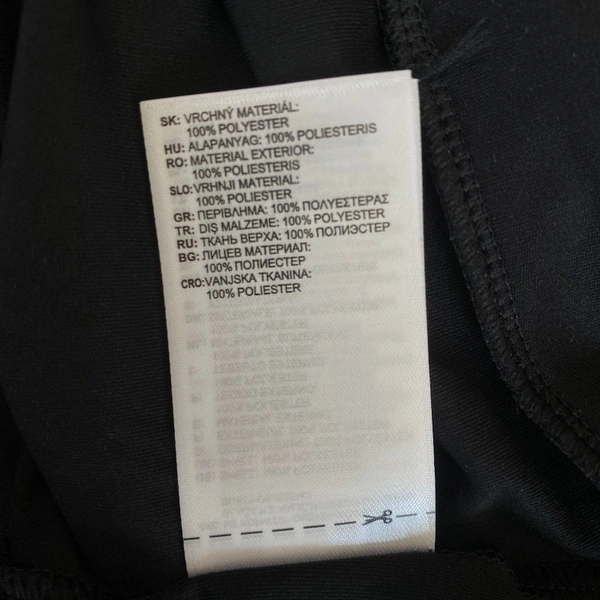 SK: VRCHNÝ MATERIÁL:
100% POLYESTER
HU: ALAPANYAG: 100% POLIESTERIS
RO: MATERIAL EXTERIOR:
100% POLIESTERIS
SLO: VRHNJI MATERIAL:
100% POLIESTER
GR: ΠΕΡΙΒΛΗΜΑ: 100% ΠΟΛΥΕΣΤΕΡΑΣ
TR: DIŞ MALZEME: 100% POLYESTER
RU: ТКАНЬ ВЕРХА: 100% ПОЛИЭСТЕР
BG: ЛИЦЕВ МАТЕРИАЛ:
100% ПОЛИЕСТЕР
CRO: VANJSKA TKANINA:
100% POLIESTER